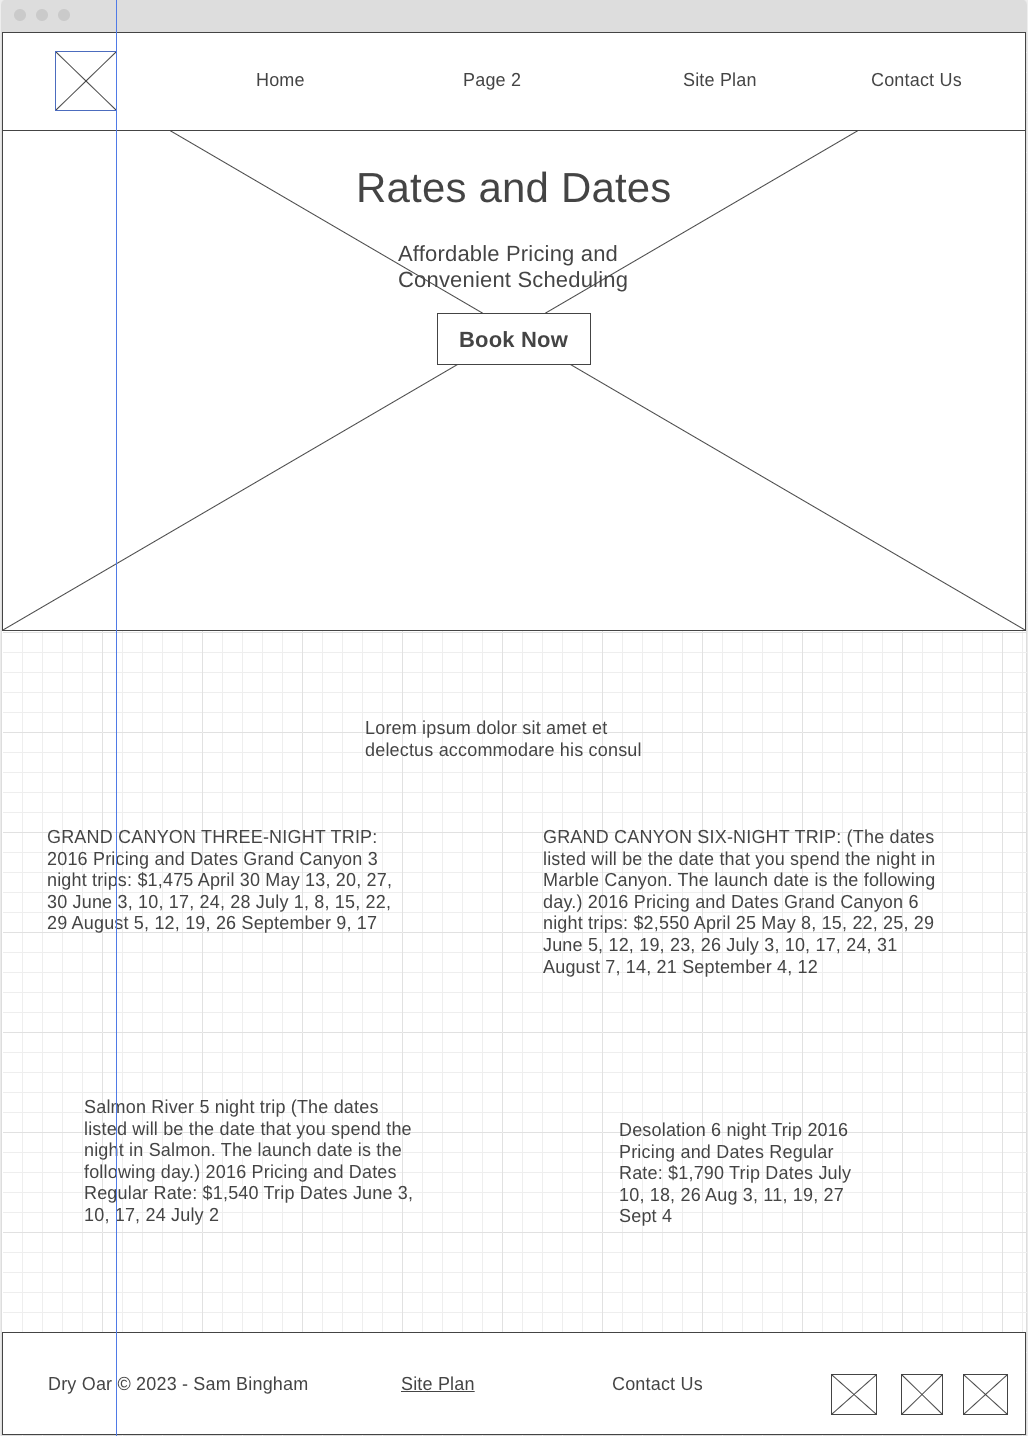 Home Page 2 Site Plan Contact Us
Rates and Dates
Affordable Pricing and
Convenient Scheduling
Book Now
Lorem ipsum dolor sit amet et
delectus accommodare his consul
GRAND CANYON THREE-NIGHT TRIP:
2016 Pricing and Dates Grand Canyon 3
night trips: $1,475 April 30 May 13, 20, 27,
30 June 3, 10, 17, 24, 28 July 1, 8, 15, 22,
29 August 5, 12, 19, 26 September 9, 17
GRAND CANYON SIX-NIGHT TRIP: (The dates
listed will be the date that you spend the night in
Marble Canyon. The launch date is the following
day.) 2016 Pricing and Dates Grand Canyon 6
night trips: $2,550 April 25 May 8, 15, 22, 25, 29
June 5, 12, 19, 23, 26 July 3, 10, 17, 24, 31
August 7, 14, 21 September 4, 12
Salmon River 5 night trip (The dates
listed will be the date that you spend the
night in Salmon. The launch date is the
following day.) 2016 Pricing and Dates
Regular Rate: $1,540 Trip Dates June 3,
10, 17, 24 July 2
Desolation 6 night Trip 2016
Pricing and Dates Regular
Rate: $1,790 Trip Dates July
10, 18, 26 Aug 3, 11, 19, 27
Sept 4
Dry Oar © 2023 - Sam Bingham Site Plan Contact Us